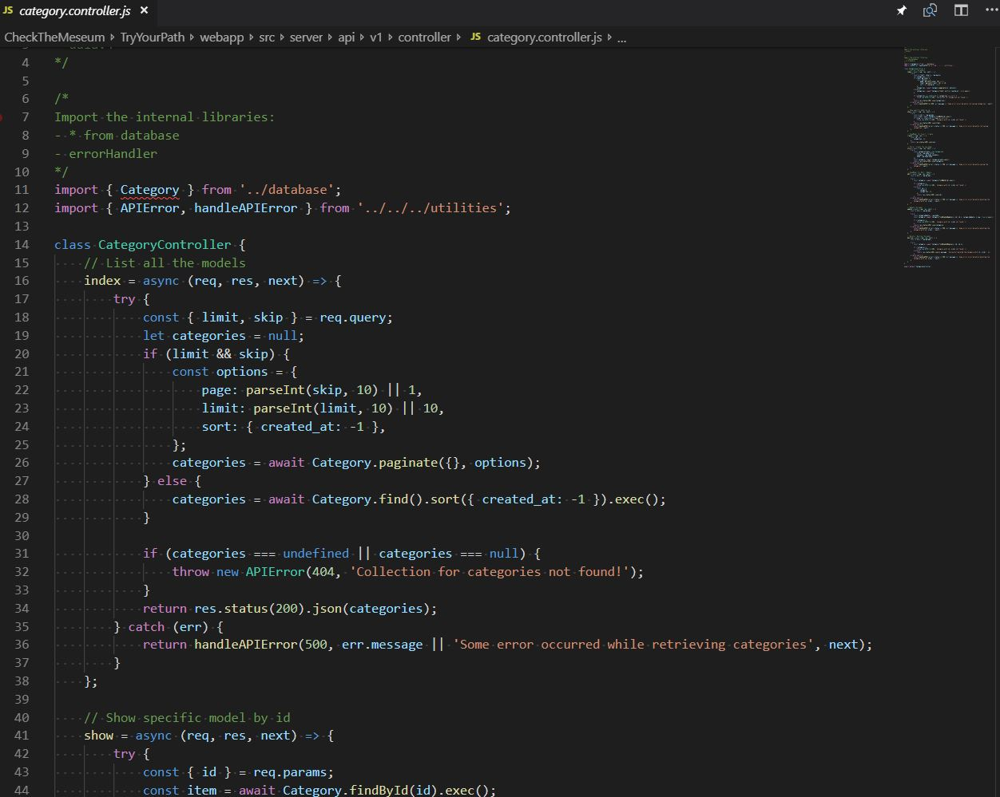 JS category.controller.js ×
CheckTheMeseum › TryYourPath › webapp › src › server › api › v1 › controller › JS category.controller.js › ...
4 */
5
6 /*
7 Import the internal libraries:
8 - * from database
9 - errorHandler
10 */
11 import { Category } from '../database';
12 import { APIError, handleAPIError } from '../../../utilities';
13
14 class CategoryController {
15 // List all the models
16 index = async (req, res, next) => {
17 try {
18 const { limit, skip } = req.query;
19 let categories = null;
20 if (limit && skip) {
21 const options = {
22 page: parseInt(skip, 10) || 1,
23 limit: parseInt(limit, 10) || 10,
24 sort: { created_at: -1 },
25 };
26 categories = await Category.paginate({}, options);
27 } else {
28 categories = await Category.find().sort({ created_at: -1 }).exec();
29 }
30
31 if (categories === undefined || categories === null) {
32 throw new APIError(404, 'Collection for categories not found!');
33 }
34 return res.status(200).json(categories);
35 } catch (err) {
36 return handleAPIError(500, err.message || 'Some error occurred while retrieving categories', next);
37 }
38 };
39
40 // Show specific model by id
41 show = async (req, res, next) => {
42 try {
43 const { id } = req.params;
44 const item = await Category.findById(id).exec();